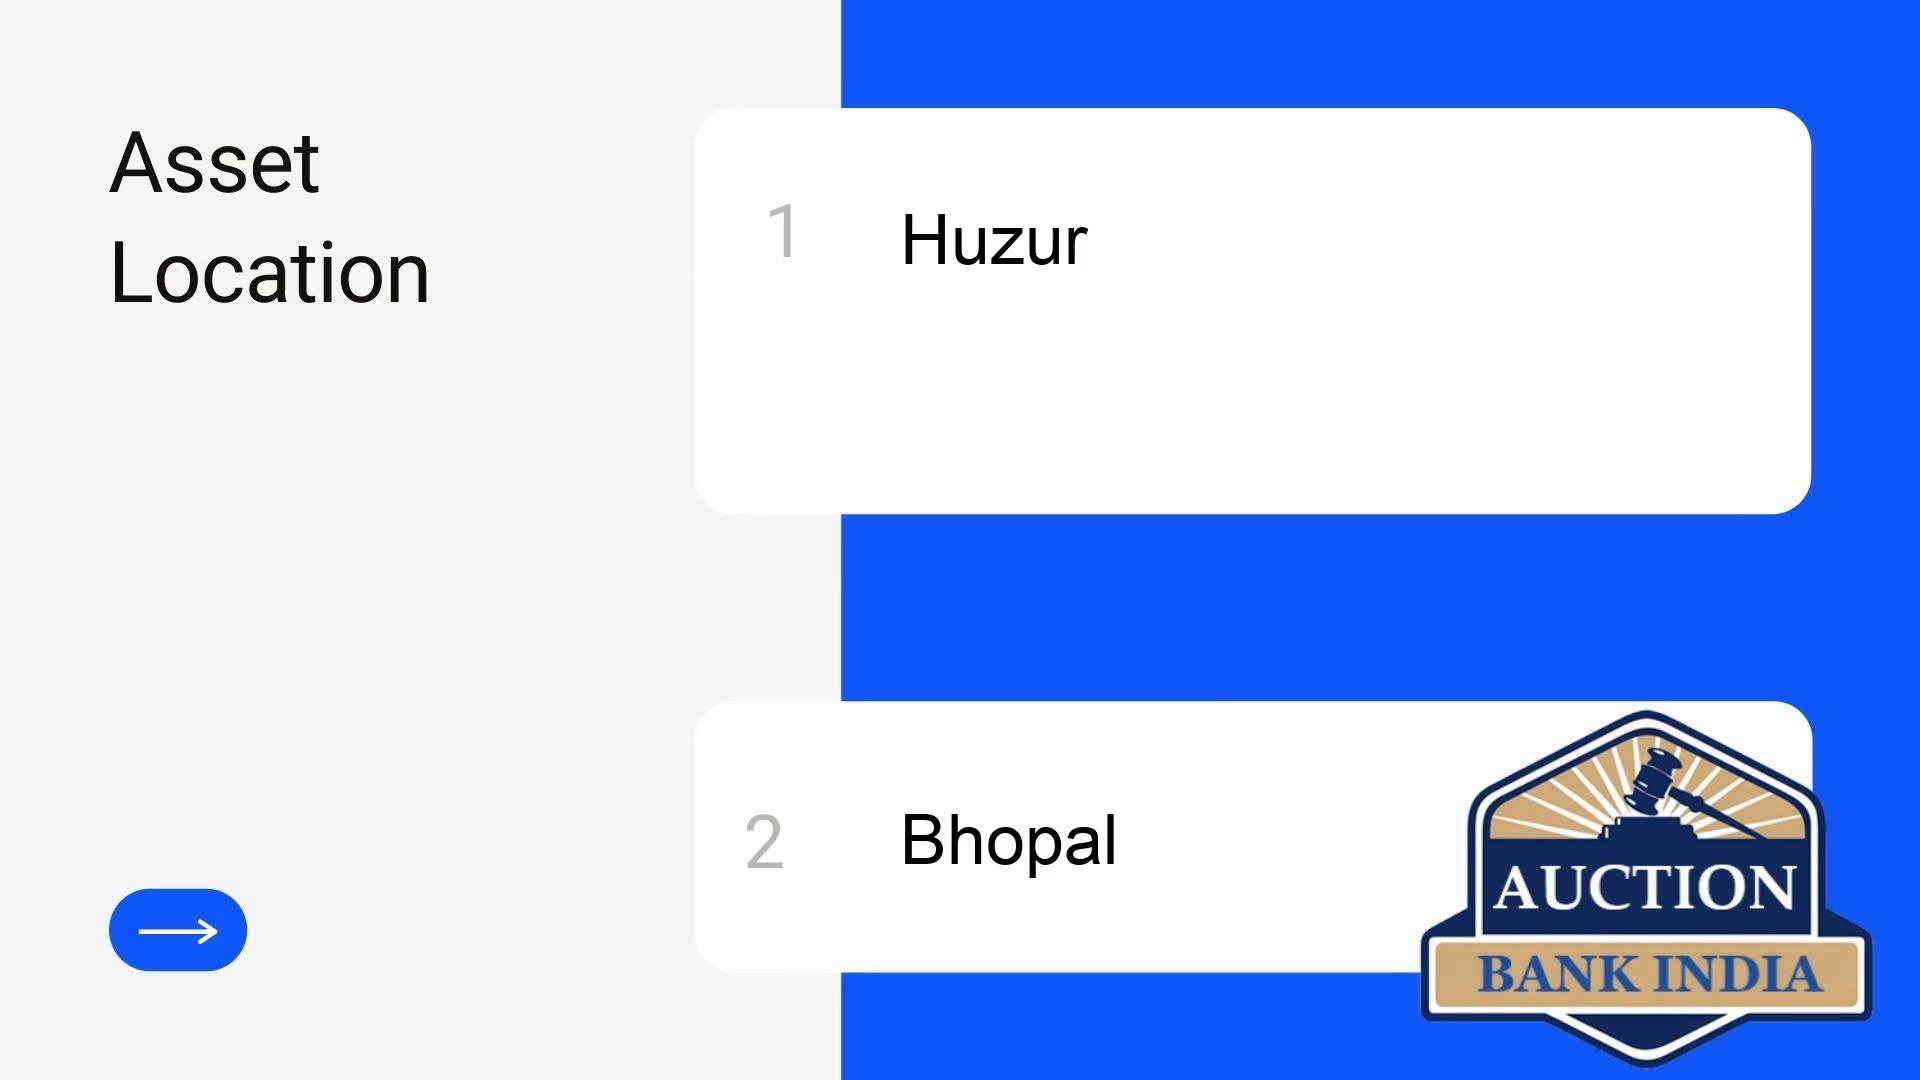 Asset
Location
1
Huzur
2
Bhopal
AUCTION
BANK INDIA